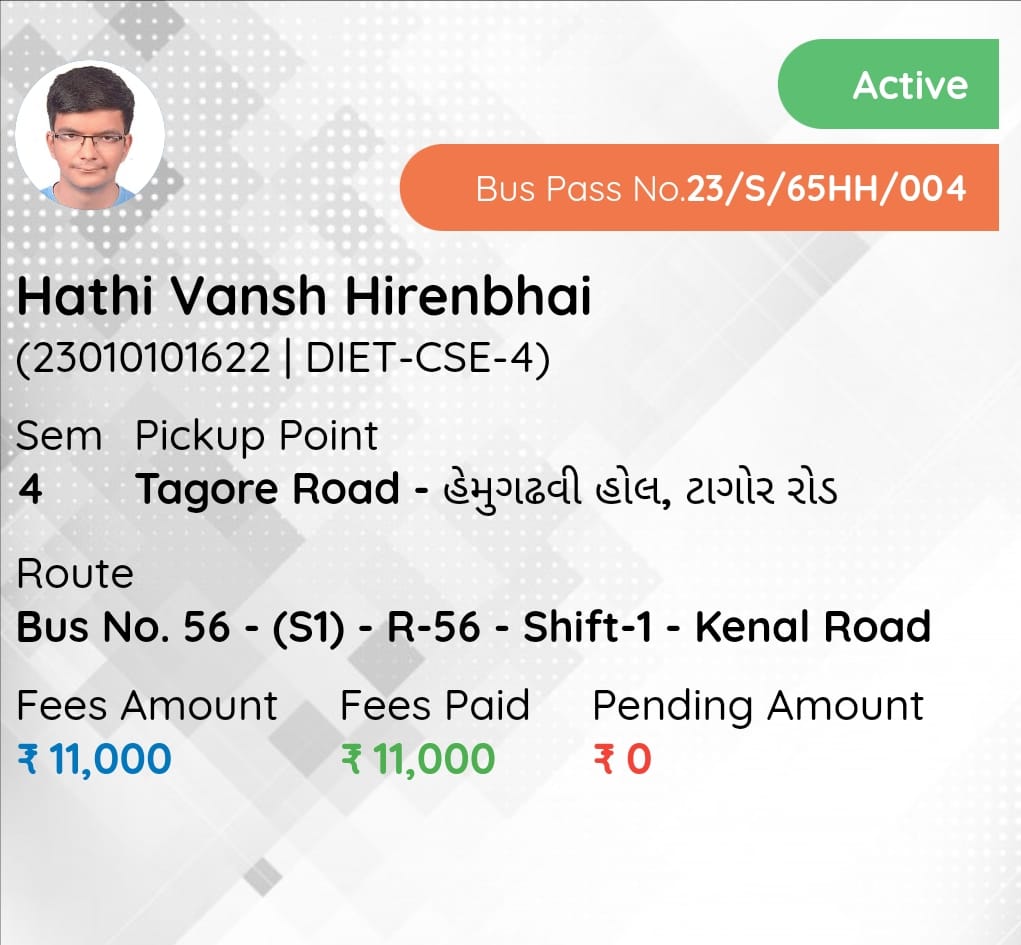 Active
Bus Pass No.23/S/65HH/004
Hathi Vansh Hirenbhai
(23010101622 | DIET-CSE-4)
Sem Pickup Point
4 Tagore Road - હેમુગઢવી હોલ, ટાગોર રોડ
Route
Bus No. 56 - (S1) - R-56 - Shift-1 - Kenal Road
Fees Amount Fees Paid Pending Amount
₹ 11,000 ₹ 11,000 ₹ 0